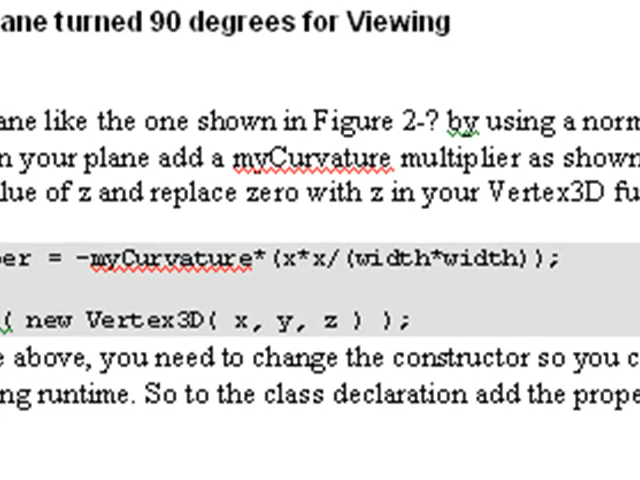 ane turned 90 degrees for Viewing
ane like the one shown in Figure 2-? by using a norm
n your plane add a myCurvature multiplier as shown
lue of z and replace zero with z in your Vertex3D fu
er = -myCurvature*(x*x/(width*width));
( new Vertex3D( x, y, z ) );
e above, you need to change the constructor so you c
ng runtime. So to the class declaration add the prope